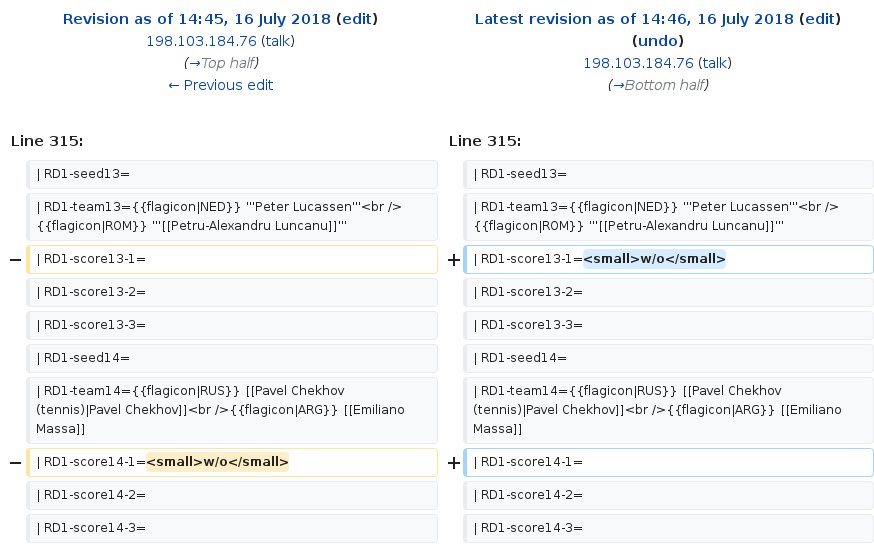 Revision as of 14:45, 16 July 2018 (edit)
198.103.184.76 (talk)
(→Top half)
← Previous edit
Latest revision as of 14:46, 16 July 2018 (edit)
(undo)
198.103.184.76 (talk)
(→Bottom half)
Line 315:
Line 315:
| RD1-seed13=
| RD1-seed13=
| RD1-team13={{flagicon|NED}} '''Peter Lucassen'''<br />
{{flagicon|ROM}} '''[[Petru-Alexandru Luncanu]]'''
| RD1-team13={{flagicon|NED}} '''Peter Lucassen'''<br />
{{flagicon|ROM}} '''[[Petru-Alexandru Luncanu]]'''
− | RD1-score13-1=
+ | RD1-score13-1=<small>w/o</small>
| RD1-score13-2=
| RD1-score13-2=
| RD1-score13-3=
| RD1-score13-3=
| RD1-seed14=
| RD1-seed14=
| RD1-team14={{flagicon|RUS}} [[Pavel Chekhov
(tennis)|Pavel Chekhov]]<br />{{flagicon|ARG}} [[Emiliano
Massa]]
| RD1-team14={{flagicon|RUS}} [[Pavel Chekhov
(tennis)|Pavel Chekhov]]<br />{{flagicon|ARG}} [[Emiliano
Massa]]
− | RD1-score14-1=<small>w/o</small>
+ | RD1-score14-1=
| RD1-score14-2=
| RD1-score14-2=
| RD1-score14-3=
| RD1-score14-3=